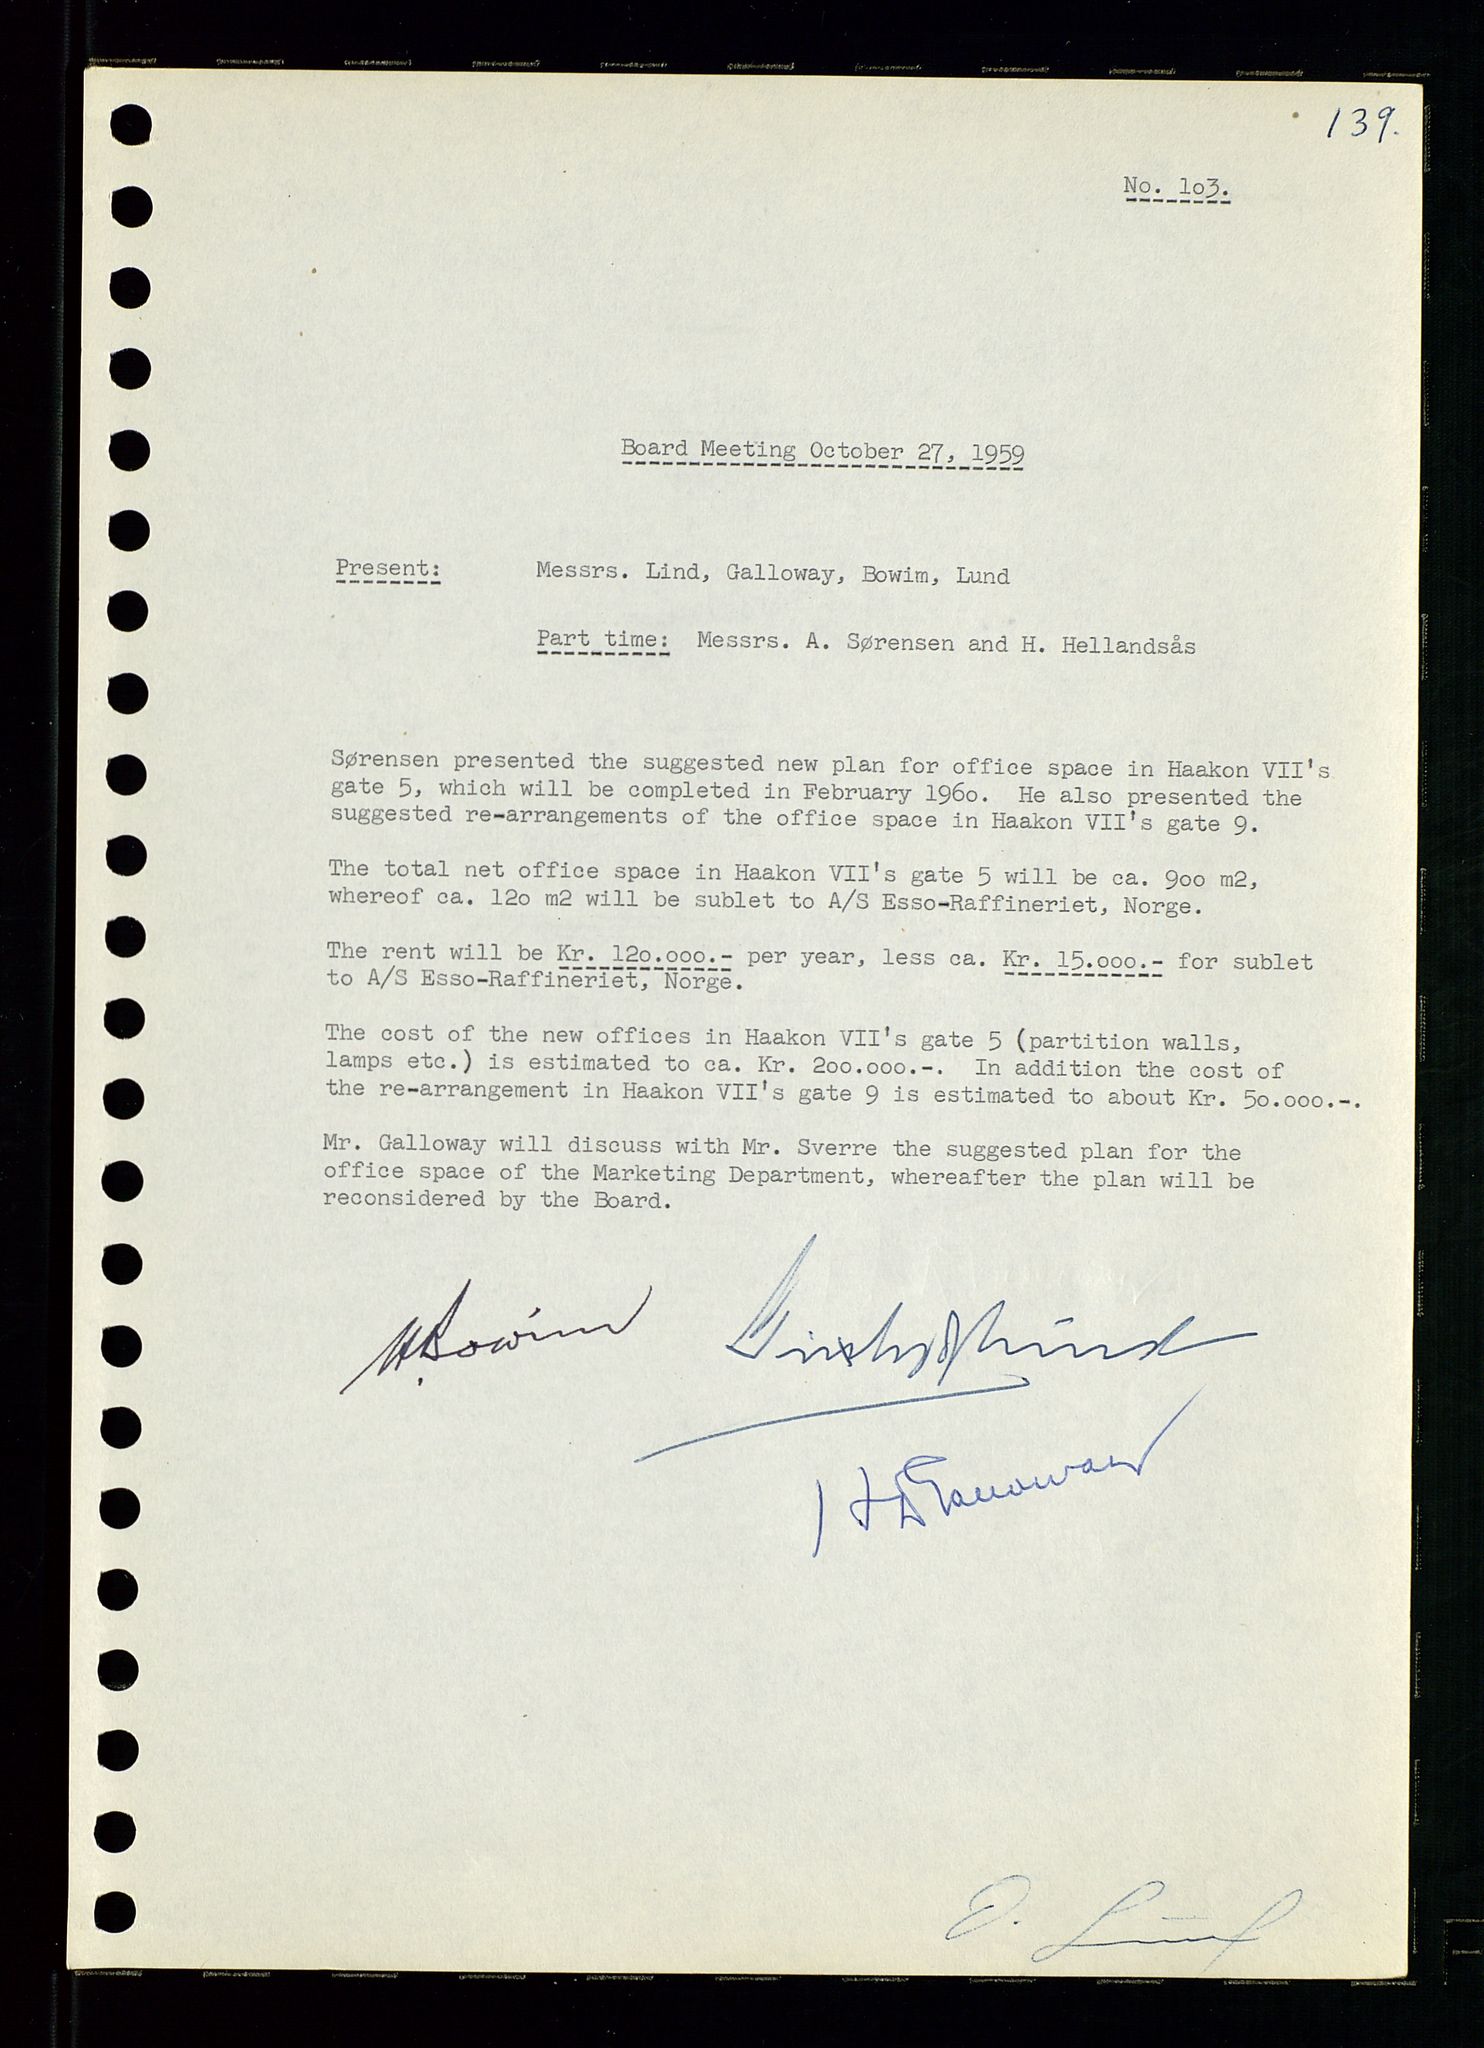 139.
No. 1o3.
Board Meeting October 27, 1959
Present: Messrs. Lind, Galloway, Bowim, Lund
Part time: Messrs. A. Sørensen and H. Hellandsås
Sørensen presented the suggested new plan for office space in Haakon VII's
gate 5, which will be completed in February 196o. He also presented the
suggested re-arrangements of the office space in Haakon VII's gate 9.
The total net office space in Haakon VII's gate 5 will be ca. 9oo m2,
whereof ca. 12o m2 will be sublet to A/S Esso-Raffineriet, Norge.
The rent will be Kr. 12o.ooo.- per year, less ca. Kr. 15.ooo.- for sublet
to A/S Esso-Raffineriet, Norge.
The cost of the new offices in Haakon VII's gate 5 (partition walls,
lamps etc.) is estimated to ca. Kr. 2oo.ooo.-. In addition the cost of
the re-arrangement in Haakon VII's gate 9 is estimated to about Kr. 5o.ooo.-.
Mr. Galloway will discuss with Mr. Sverre the suggested plan for the
office space of the Marketing Department, whereafter the plan will be
reconsidered by the Board.
Bowim
Galloway